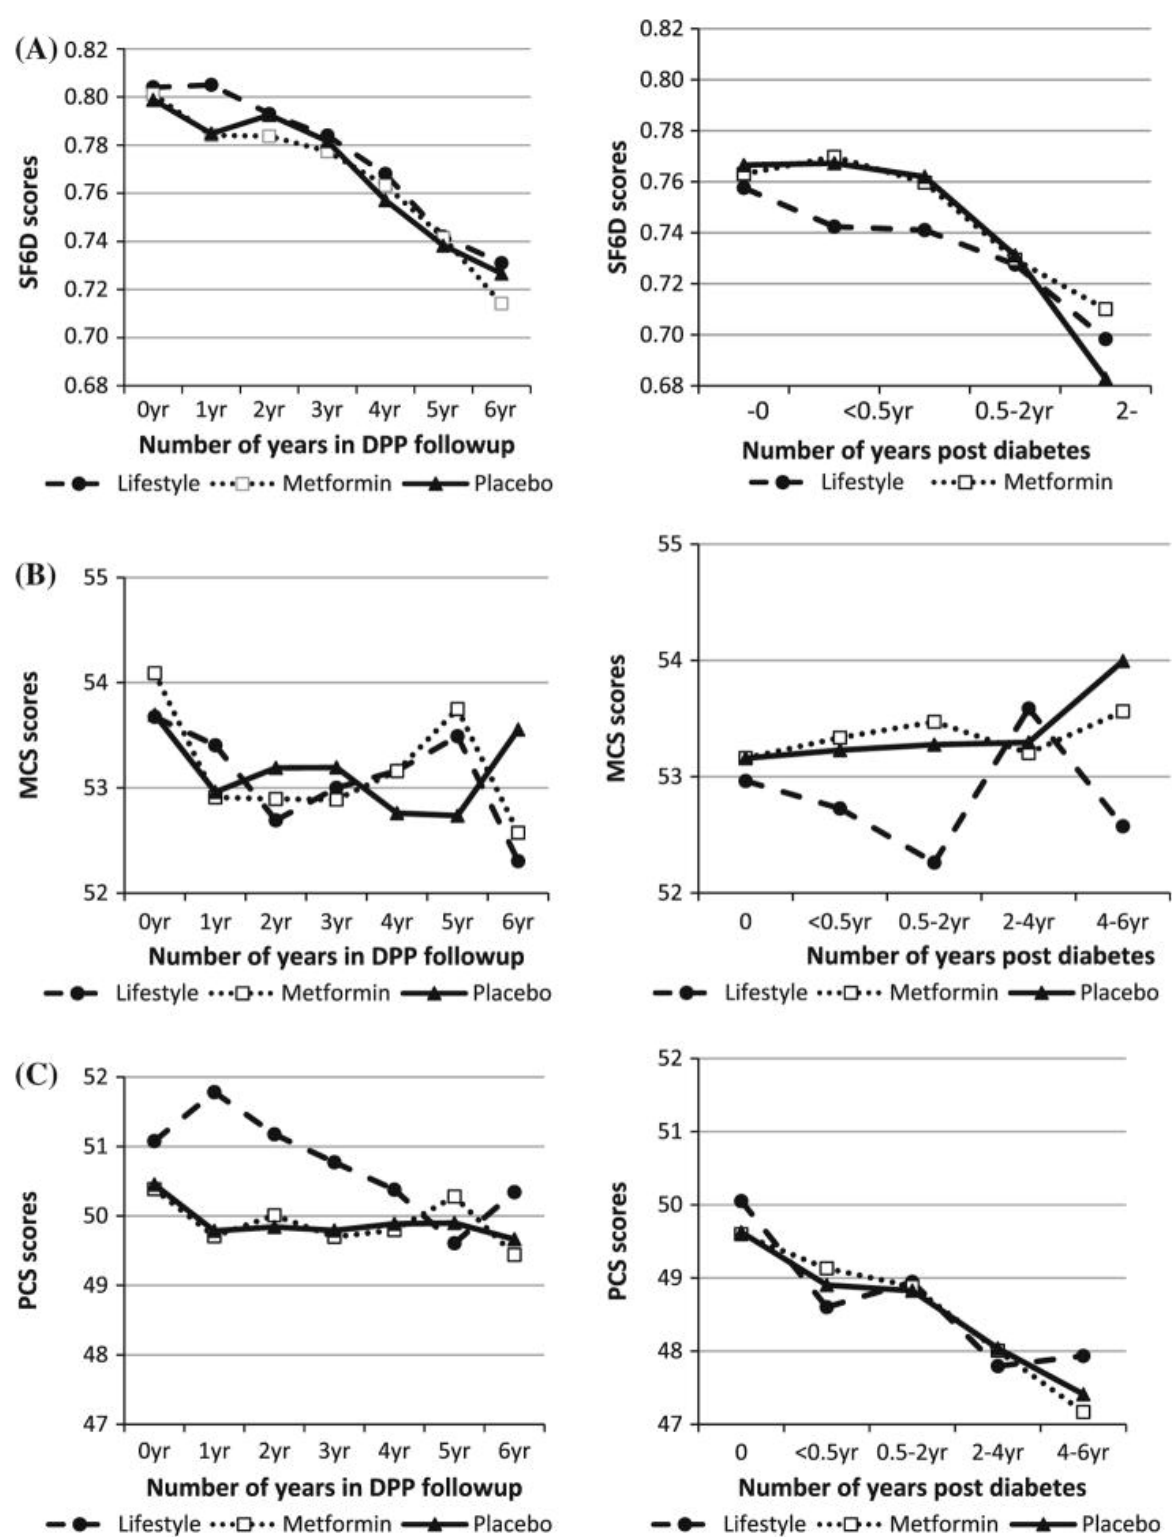 (A)
SF6D scores
0.82
0.80
0.78
0.76
0.74
0.72
0.70
0.68
0yr 1yr 2yr 3yr 4yr 5yr 6yr
Number of years in DPP followup
Lifestyle Metformin Placebo
SF6D scores
0.82
0.80
0.78
0.76
0.74
0.72
0.70
0.68
-0 <0.5yr 0.5-2yr 2-
Number of years post diabetes
Lifestyle Metformin
(B)
MCS scores
55
54
53
52
0yr 1yr 2yr 3yr 4yr 5yr 6yr
Number of years in DPP followup
Lifestyle Metformin Placebo
MCS scores
55
54
53
52
0 <0.5yr 0.5-2yr 2-4yr 4-6yr
Number of years post diabetes
Lifestyle Metformin Placebo
(C)
PCS scores
52
51
50
49
48
47
0yr 1yr 2yr 3yr 4yr 5yr 6yr
Number of years in DPP followup
Lifestyle Metformin Placebo
PCS scores
52
51
50
49
48
47
0 <0.5yr 0.5-2yr 2-4yr 4-6yr
Number of years post diabetes
Lifestyle Metformin Placebo